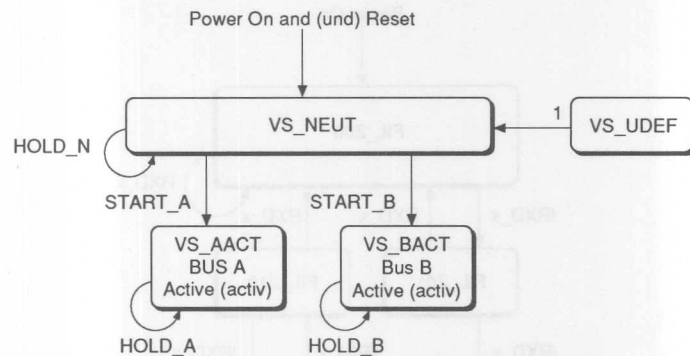 Power On and (und) Reset
VS_NEUT
1
VS_UDEF
HOLD_N
START_A
START_B
VS_AACT
BUS A
Active (activ)
VS_BACT
Bus B
Active (activ)
HOLD_A
HOLD_B